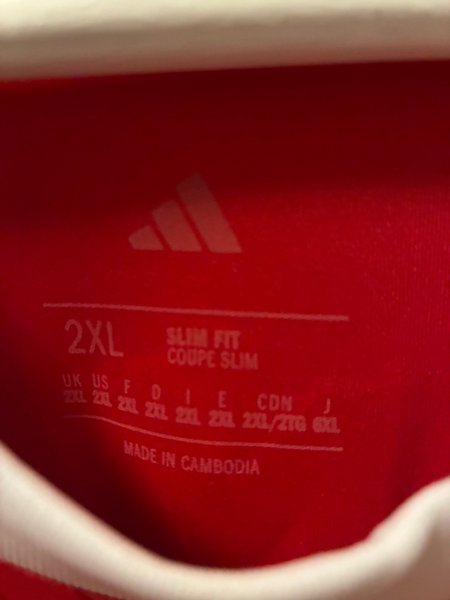 2XL SLIM FIT
COUPE SLIM
UK US F D I E CDN J
2XL 2XL 2XL 2XL 2XL 2XL 2XL/2TG 6XL
MADE IN CAMBODIA